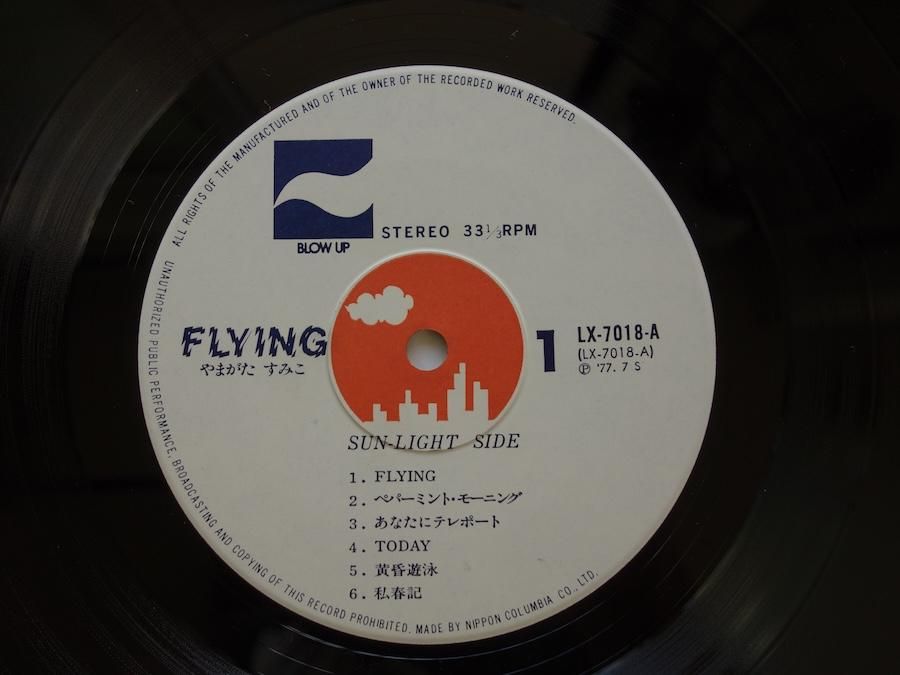 ALL RIGHTS OF THE MANUFACTURED AND OF THE OWNER OF THE RECORDED WORK RESERVED.
UNAUTHORIZED PUBLIC PERFORMANCE, BROADCASTING AND COPYING OF THIS RECORD PROHIBITED. MADE BY NIPPON COLUMBIA CO., LTD.
BLOW UP
STEREO 33 1/3 RPM
FLYING
やまがた すみこ
1
LX-7018-A
(LX-7018-A)
Ⓟ '77. 7 S
SUN-LIGHT SIDE
1. FLYING
2. ペパーミント・モーニング
3. あなたにテレポート
4. TODAY
5. 黄昏遊泳
6. 私春記